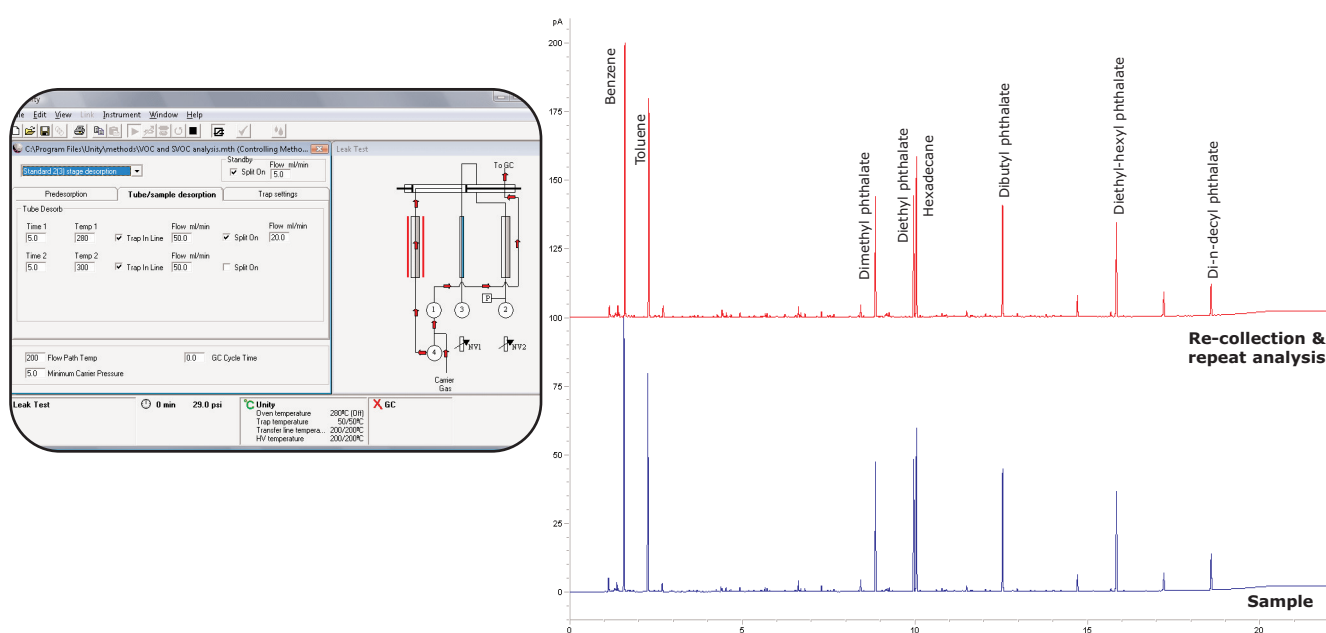 ity
le Edit View Link Instrument Window Help
C:\Program Files\Unity\methods\VOC and SVOC analysis.mth (Controlling Metho...
Leak Test
Standard 2(3) stage desorption
Standby
Split On
Flow ml/min
5.0
Predesorption
Tube/sample desorption
Trap settings
Tube Desorb
Time 1 Temp 1 Flow ml/min Flow ml/min
5.0 280 Trap In Line 50.0 Split On 20.0
Time 2 Temp 2 Flow ml/min
5.0 300 Trap In Line 50.0 Split On
200 Flow Path Temp 0.0 GC Cycle Time
5.0 Minimum Carrier Pressure
To GC
P
1
3
2
4
NV1
NV2
Carrier
Gas
Leak Test
0 min 29.0 psi
°C Unity
Oven temperature 280ºC (Off)
Trap temperature 50/50ºC
Transfer line tempera... 200/200ºC
HV temperature 200/200ºC
X GC
pA
200
175
150
125
100
75
50
25
0
Benzene
Toluene
Dimethyl phthalate
Diethyl phthalate
Hexadecane
Dibutyl phthalate
Diethyl-hexyl phthalate
Di-n-decyl phthalate
Re-collection &
repeat analysis
Sample
0 5 10 15 20